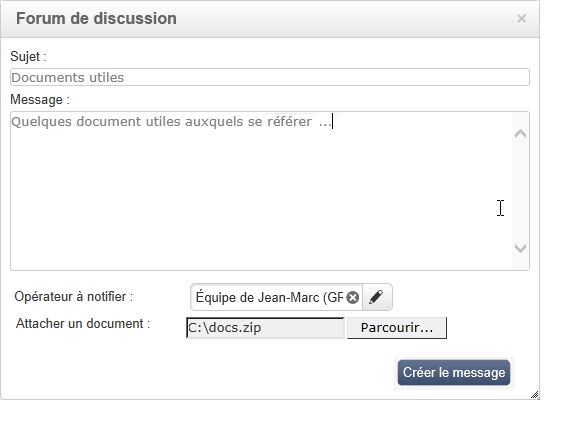 Forum de discussion ×
Sujet :
Documents utiles
Message :
Quelques document utiles auxquels se référer ...
Opérateur à notifier : Équipe de Jean-Marc (GF
Attacher un document : C:\docs.zip Parcourir...
Créer le message